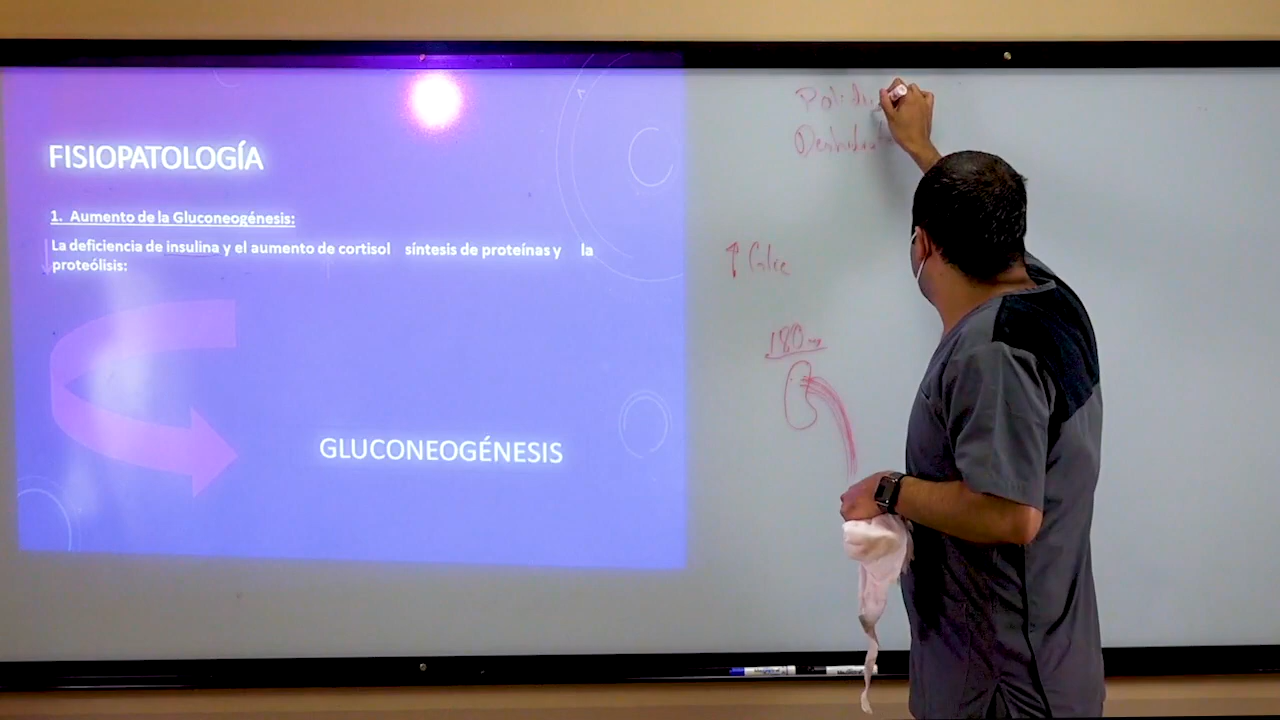 FISIOPATOLOGÍA
1. Aumento de la Gluconeogénesis:
La deficiencia de insulina y el aumento de cortisol síntesis de proteínas y la
proteólisis:
GLUCONEOGÉNESIS
↑ Glic
180 mg